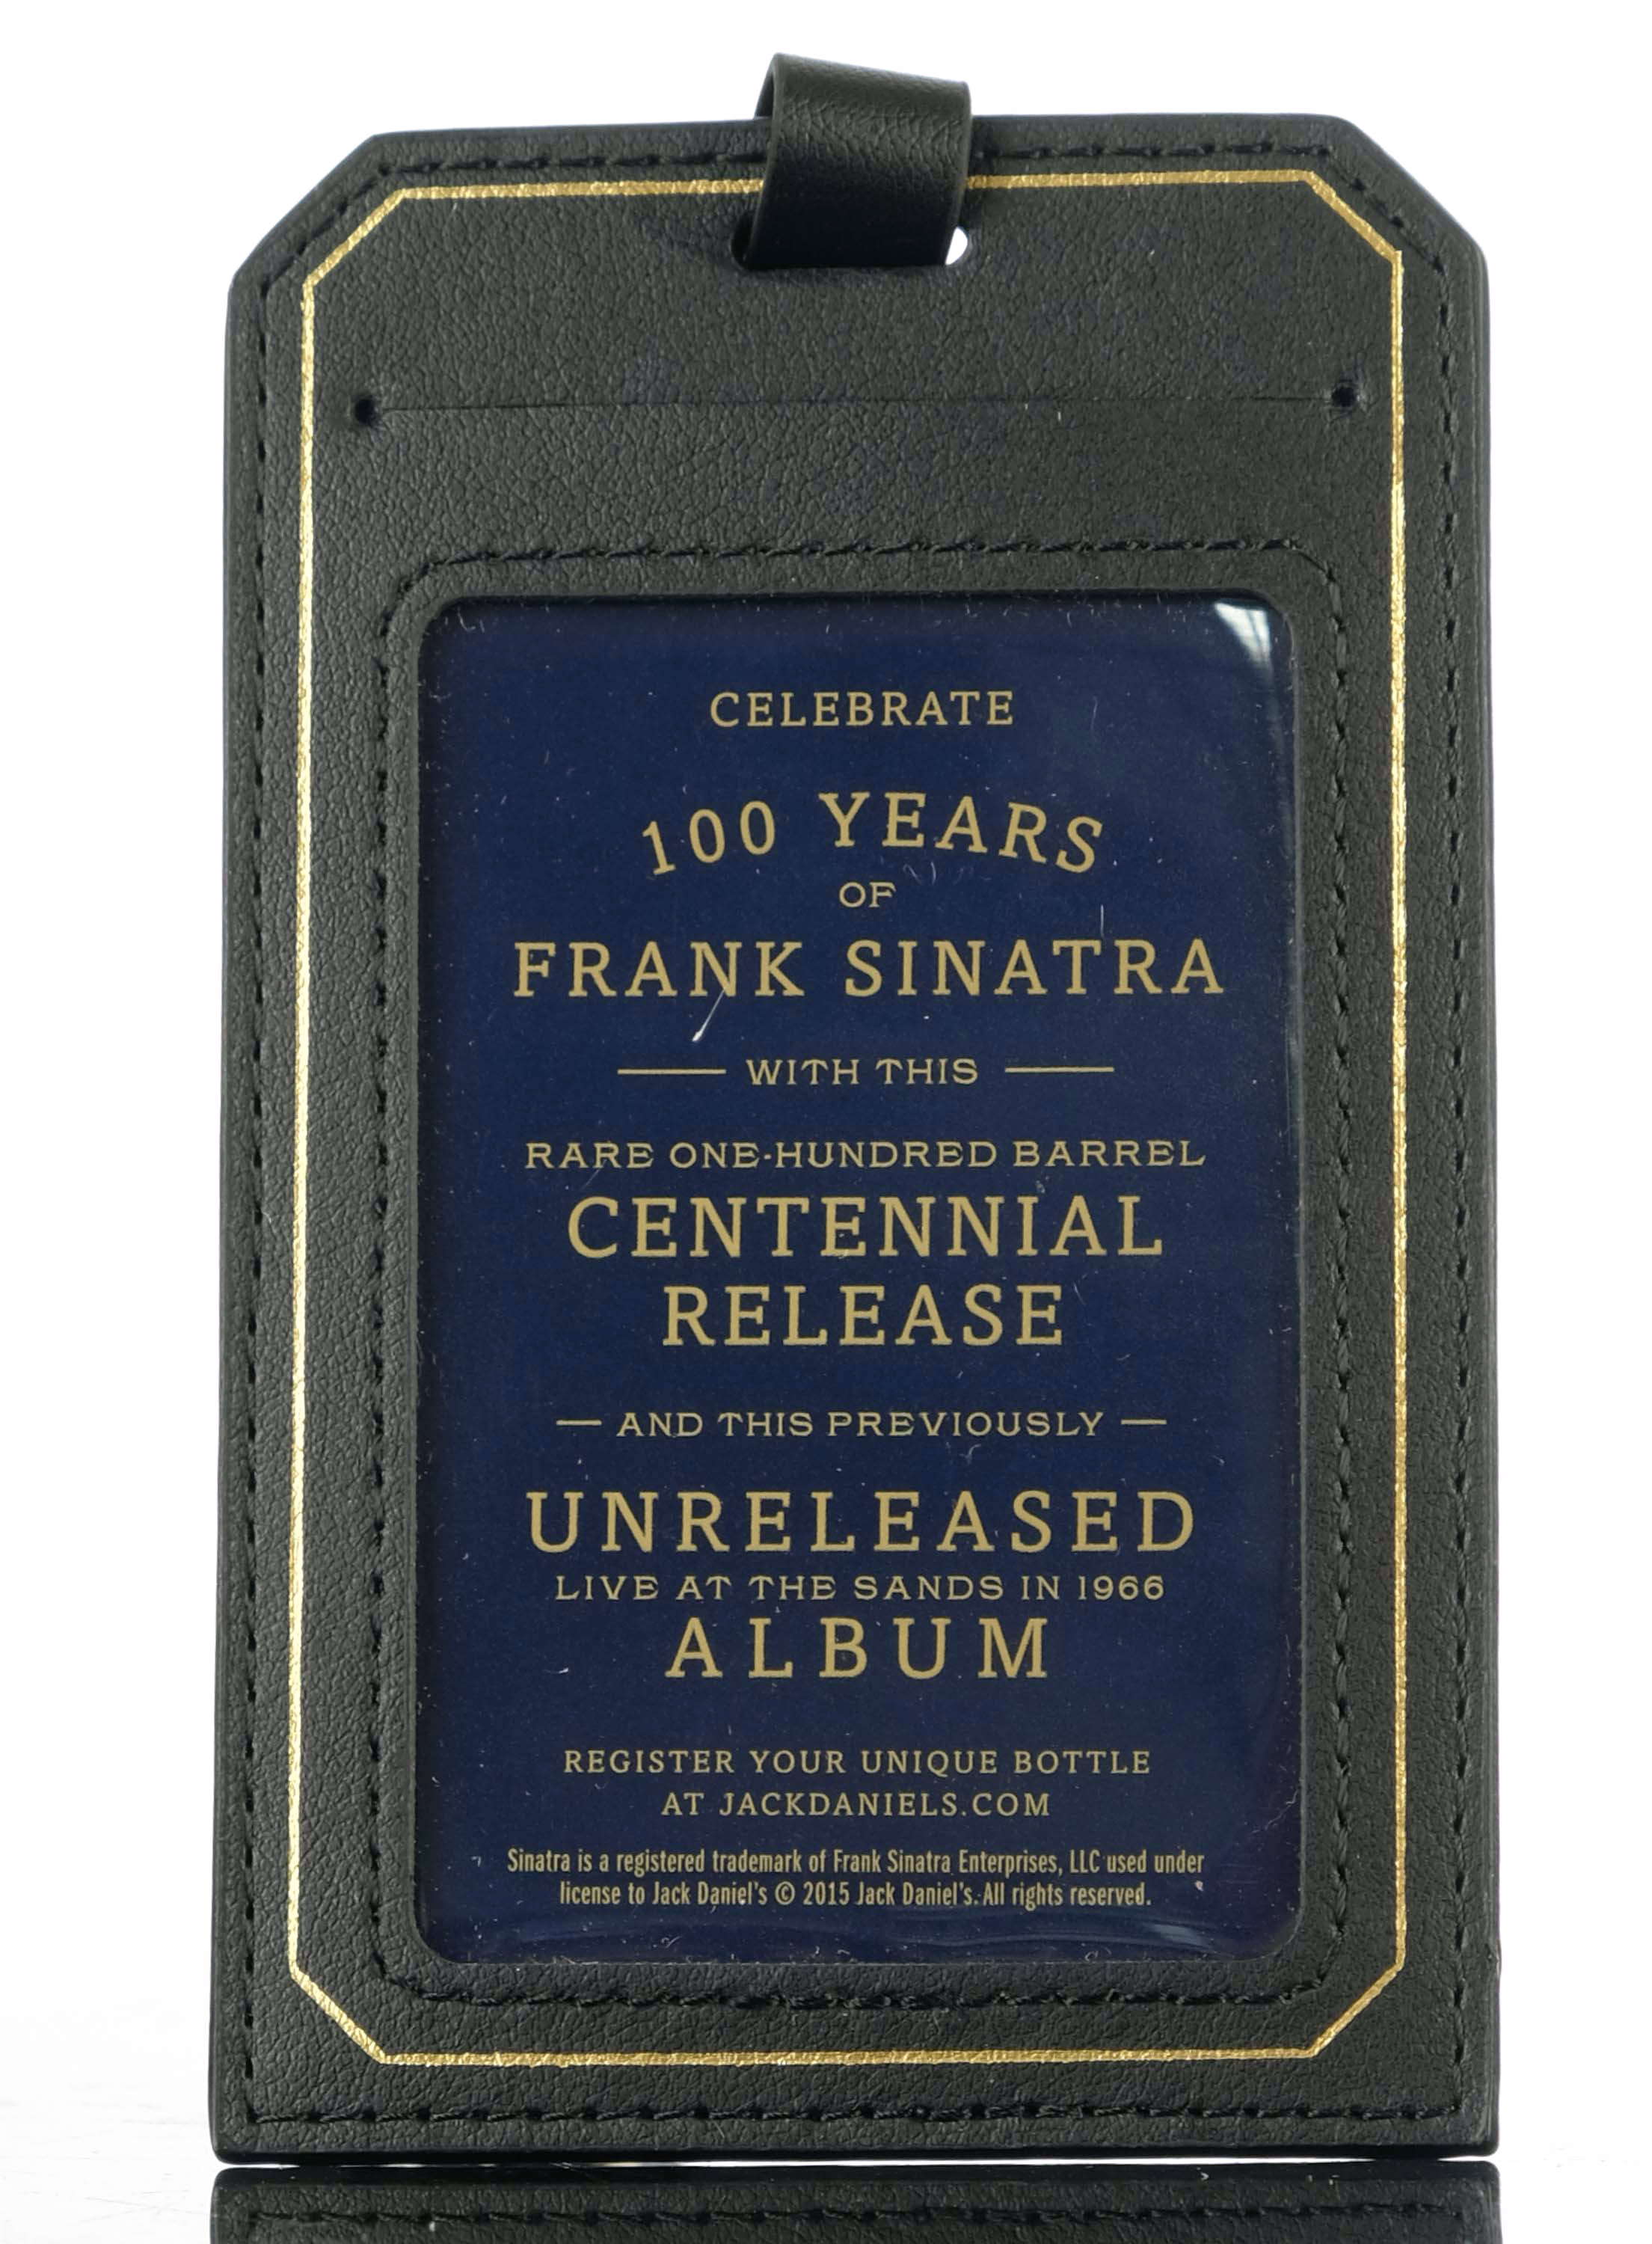 CELEBRATE
100 YEARS
OF
FRANK SINATRA
WITH THIS
RARE ONE-HUNDRED BARREL
CENTENNIAL
RELEASE
AND THIS PREVIOUSLY
UNRELEASED
LIVE AT THE SANDS IN 1966
ALBUM
REGISTER YOUR UNIQUE BOTTLE
AT JACKDANIELS.COM
Sinatra is a registered trademark of Frank Sinatra Enterprises, LLC used under
license to Jack Daniel's © 2015 Jack Daniel's. All rights reserved.